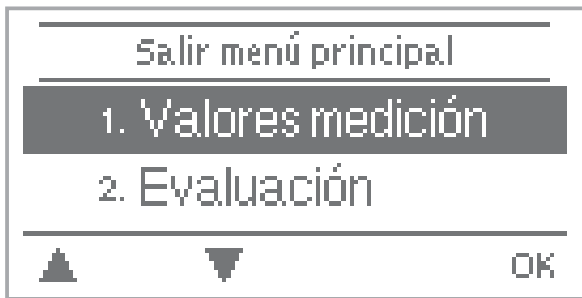 Salir menú principal
1. Valores medición
2. Evaluación
OK